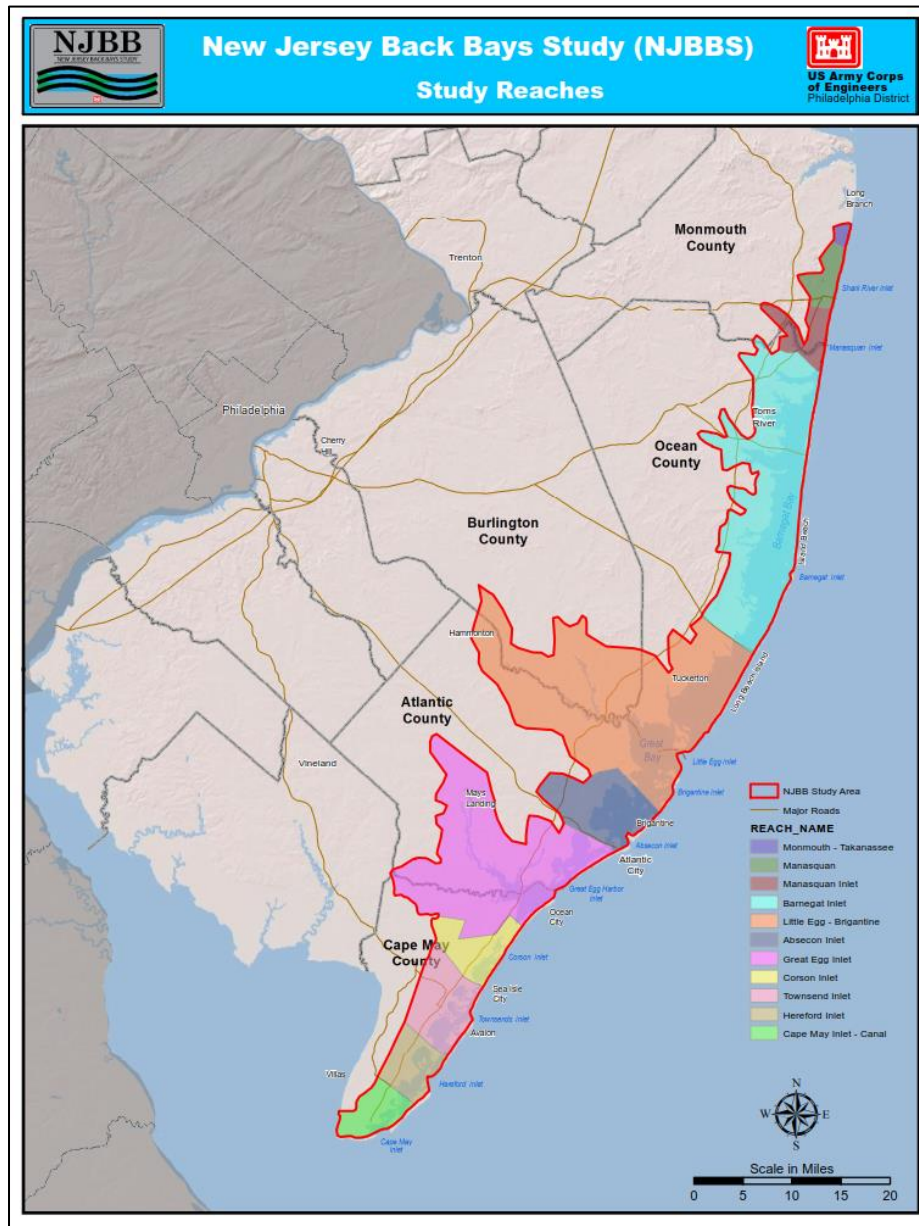 NJBB
NEW JERSEY BACK BAYS STUDY
New Jersey Back Bays Study (NJBBS)
Study Reaches
US Army Corps
of Engineers
Philadelphia District
Long
Branch
Monmouth
County
Trenton
Shark River Inlet
Manasquan Inlet
Philadelphia
Toms
River
Cherry
Hill
Ocean
County
Burlington
County
Barnegat Bay
Island Beach
Barnegat Inlet
Hammonton
Tuckerton
Long Beach Island
Atlantic
County
Great
Bay
Little Egg Inlet
Vineland
Mays
Landing
Brigantine Inlet
Brigantine
Absecon Inlet
Atlantic
City
Great Egg Harbor
Inlet
Ocean
City
Cape May
County
Corson Inlet
Sea Isle
City
Townsends Inlet
Avalon
Villas
Hereford Inlet
Cape May
Inlet
NJBB Study Area
Major Roads
REACH_NAME
Monmouth - Takanassee
Manasquan
Manasquan Inlet
Barnegat Inlet
Little Egg - Brigantine
Absecon Inlet
Great Egg Inlet
Corson Inlet
Townsend Inlet
Hereford Inlet
Cape May Inlet - Canal
N
W E
S
Scale in Miles
0 5 10 15 20